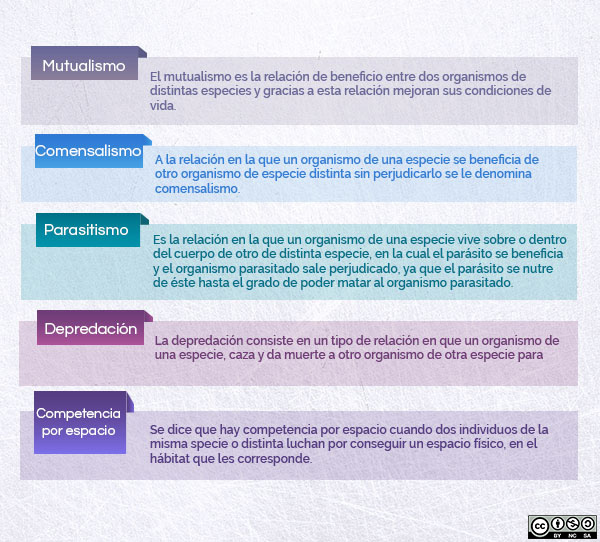 Mutualismo
El mutualismo es la relación de beneficio entre dos organismos de
distintas especies y gracias a esta relación mejoran sus condiciones de
vida.
Comensalismo
A la relación en la que un organismo de una especie se beneficia de
otro organismo de especie distinta sin perjudicarlo se le denomina
comensalismo.
Parasitismo
Es la relación en la que un organismo de una especie vive sobre o dentro
del cuerpo de otro de distinta especie, en la cual el parásito se beneficia
y el organismo parasitado sale perjudicado, ya que el parásito se nutre
de éste hasta el grado de poder matar al organismo parasitado.
Depredación
La depredación consiste en un tipo de relación en que un organismo de
una especie, caza y da muerte a otro organismo de otra especie para
Competencia
por espacio
Se dice que hay competencia por espacio cuando dos individuos de la
misma specie o distinta luchan por conseguir un espacio físico, en el
hábitat que les corresponde.
cc
BY NC SA